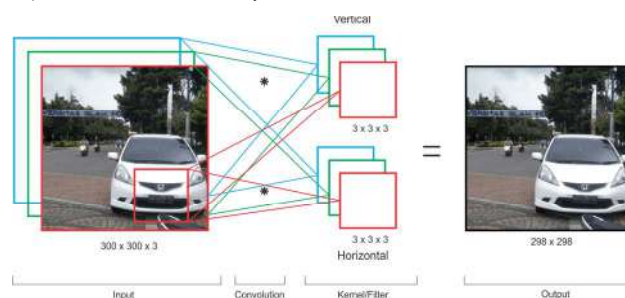 Vertical
*
3 x 3 x 3
=
*
3 x 3 x 3
300 x 300 x 3
Horizontal
298 x 298
Input
Convolution
Kernel/Filter
Output